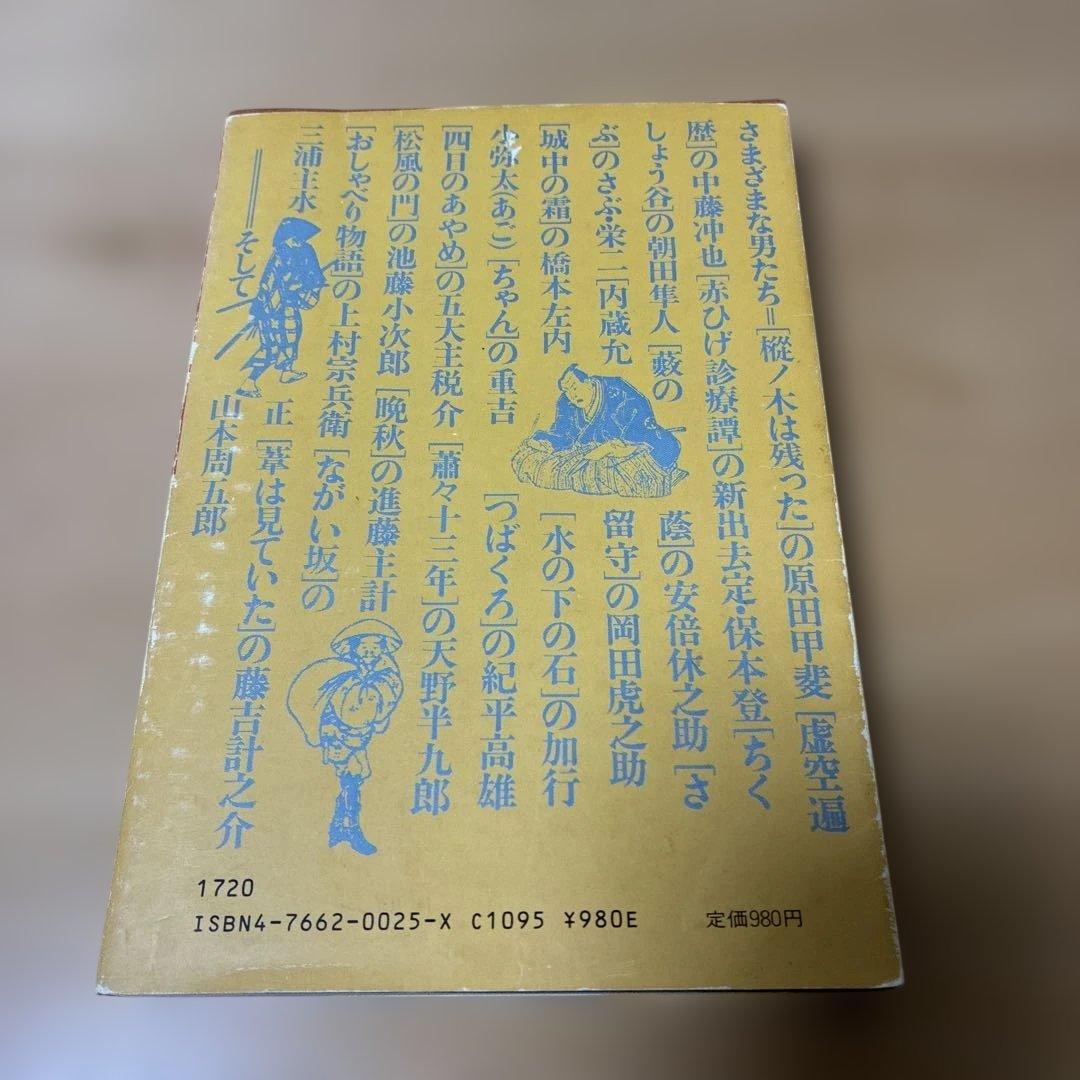 さまざまな男たち＝[樅ノ木は残った]の原田甲斐 [虚空遍
歴]の中藤冲也 [赤ひげ診療譚]の新出去定・保本登 [ちく
しょう谷]の朝田隼人 [藪の蔭]の安倍休之助 [さ
ぶ]のさぶ・栄二 [内蔵允留守]の岡田虎之助
[城中の霜]の橋本左内 [水の下の石]の加行
小弥太(あご) [ちゃん]の重吉 [つばくろ]の紀平高雄
[四日のあやめ]の五大主税介 [蕭々十三年]の天野半九郎
[松風の門]の池藤小次郎 [晩秋]の進藤主計
[おしゃべり物語]の上村宗兵衛 [ながい坂]の
三浦主水正 [葦は見ていた]の藤吉計之介
――そして山本周五郎
1720
ISBN4-7662-0025-X C1095 ¥980E
定価980円